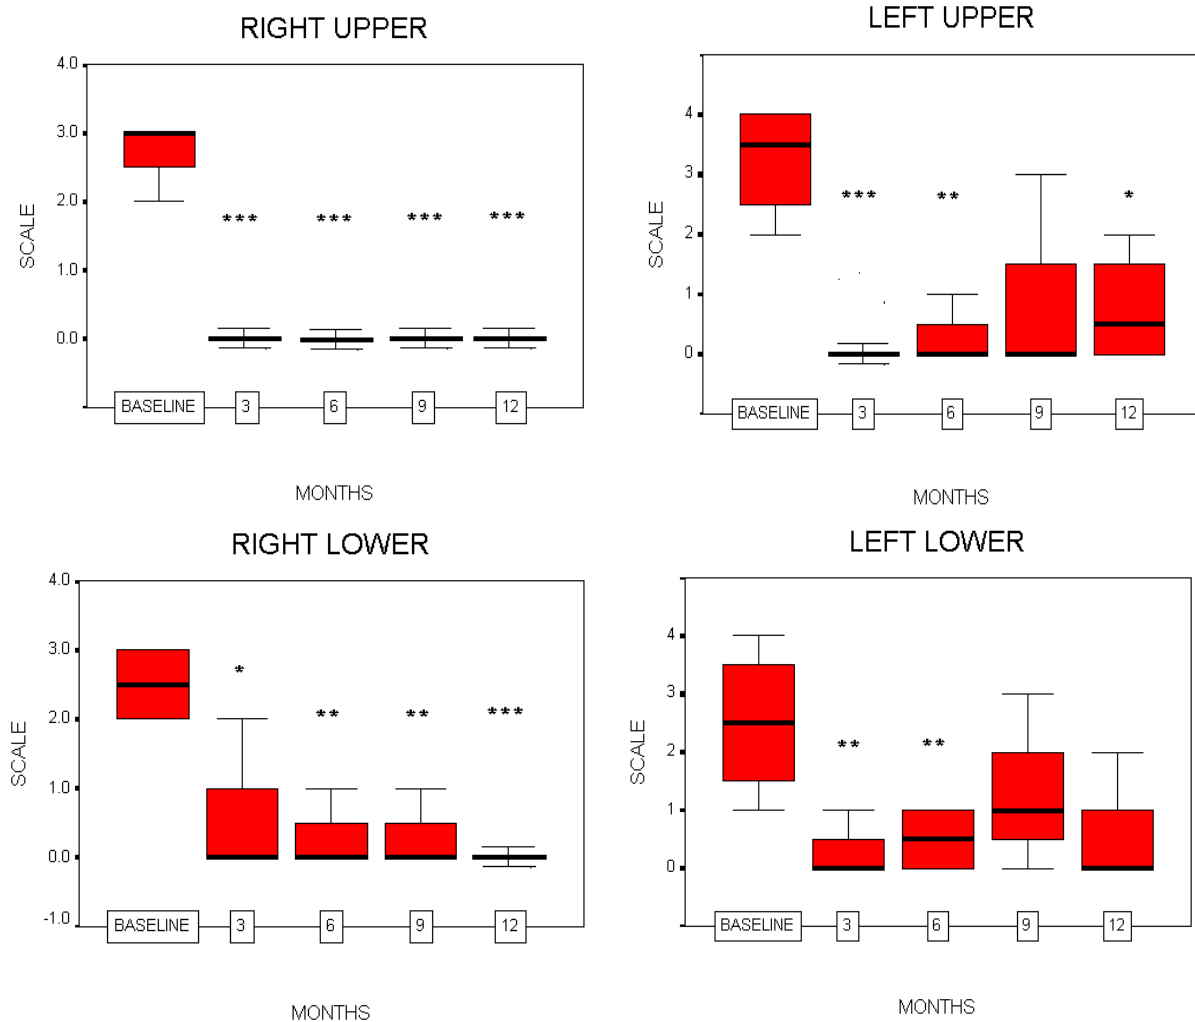 RIGHT UPPER
4.0
3.0
2.0
1.0
0.0
SCALE
*** *** *** ***
BASELINE 3 6 9 12
MONTHS
LEFT UPPER
4
3
2
1
0
SCALE
*** ** *
BASELINE 3 6 9 12
MONTHS
RIGHT LOWER
4.0
3.0
2.0
1.0
0.0
-1.0
SCALE
* ** ** ***
BASELINE 3 6 9 12
MONTHS
LEFT LOWER
4
3
2
1
0
SCALE
** **
BASELINE 3 6 9 12
MONTHS